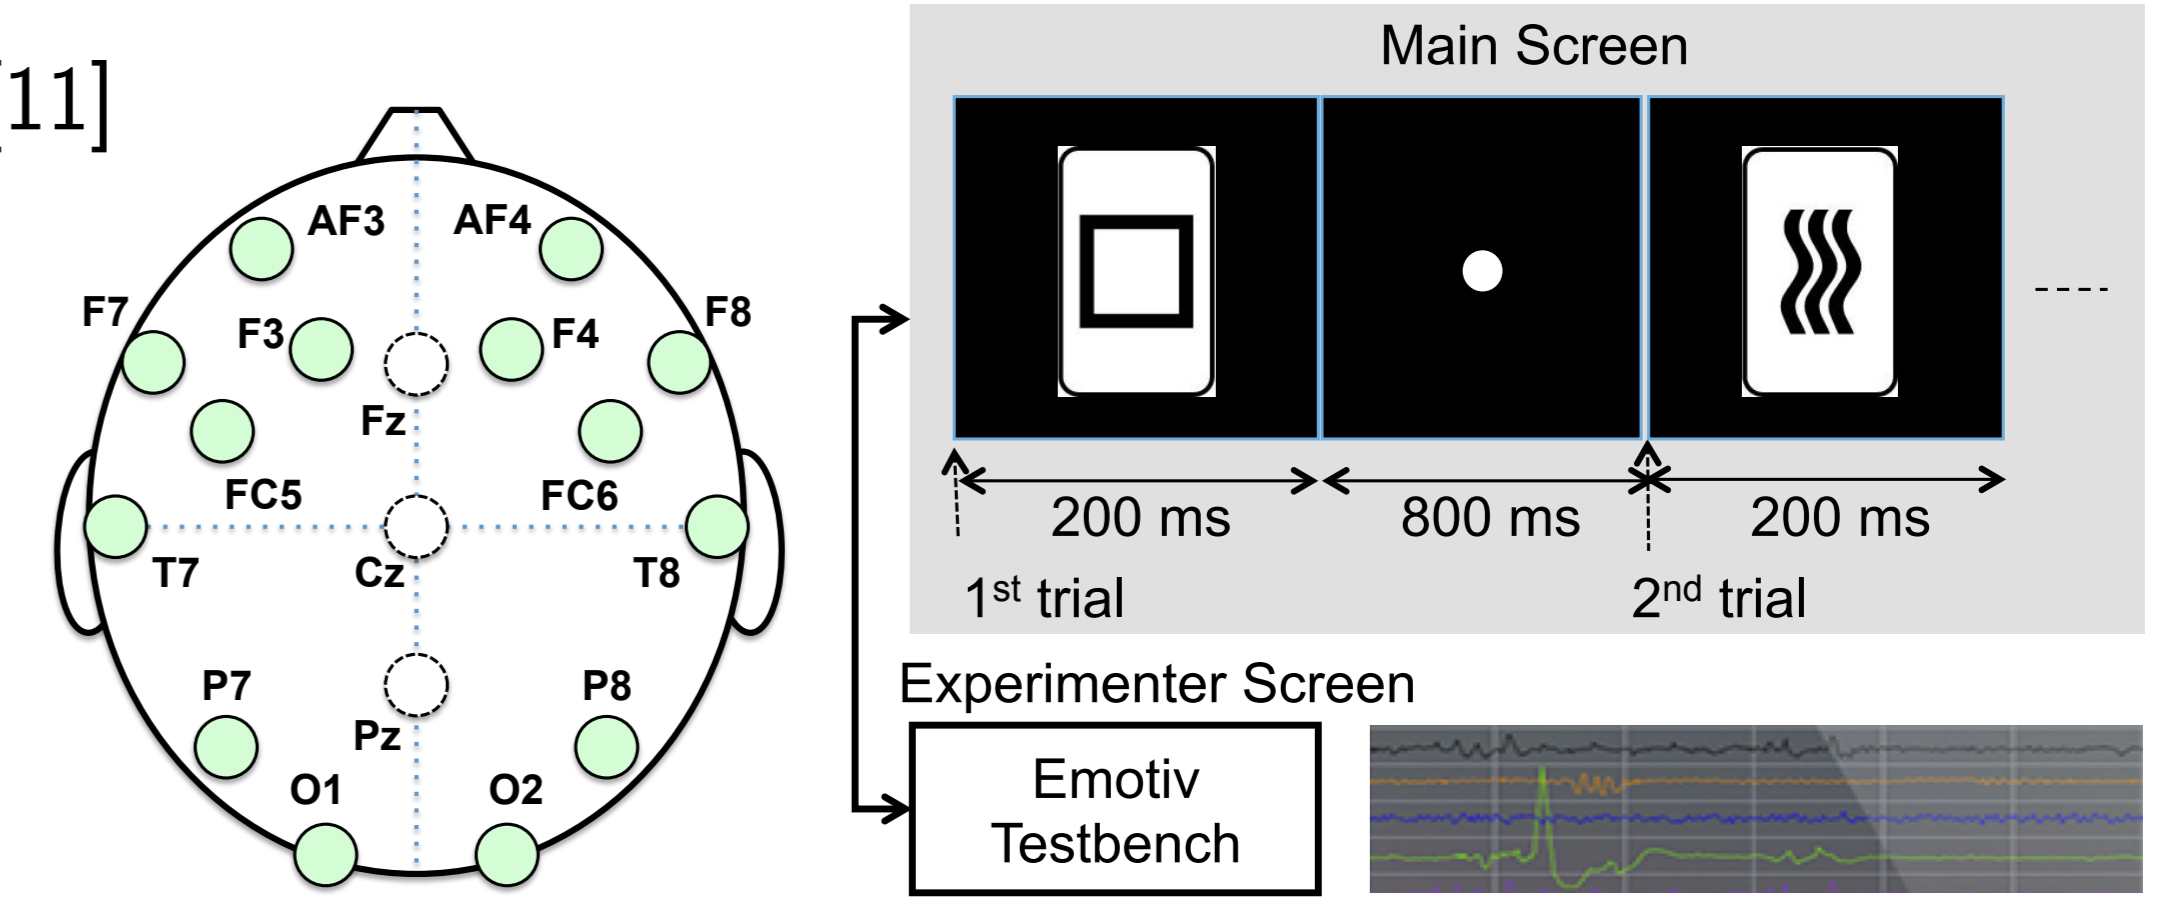 [11]
AF3 AF4
F7 F3 F4 F8
Fz
FC5 FC6
T7 Cz T8
P7 P8
Pz
O1 O2
Main Screen
200 ms 800 ms 200 ms
1st trial 2nd trial
Experimenter Screen
Emotiv
Testbench